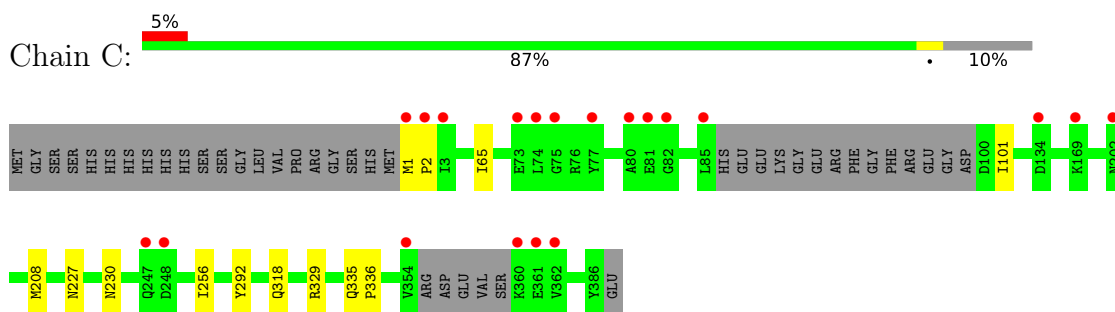 5%
Chain C:
87% • 10%
MET GLY SER SER HIS HIS HIS HIS HIS HIS SER SER GLY LEU VAL PRO ARG GLY SER HIS MET M1 P2 I3 I65 E73 L74 G75 R76 Y77 A80 E81 G82 L85 HIS GLU GLU LYS GLY GLU ARG PHE GLY PHE ARG GLU GLY ASP D100 I101 D134 K169
M208 N227 N230 Q247 D248 I256 Y292 Q318 R329 Q335 P336 V354 ARG ASP GLU VAL SER K360 E361 V362 Y386 GLU